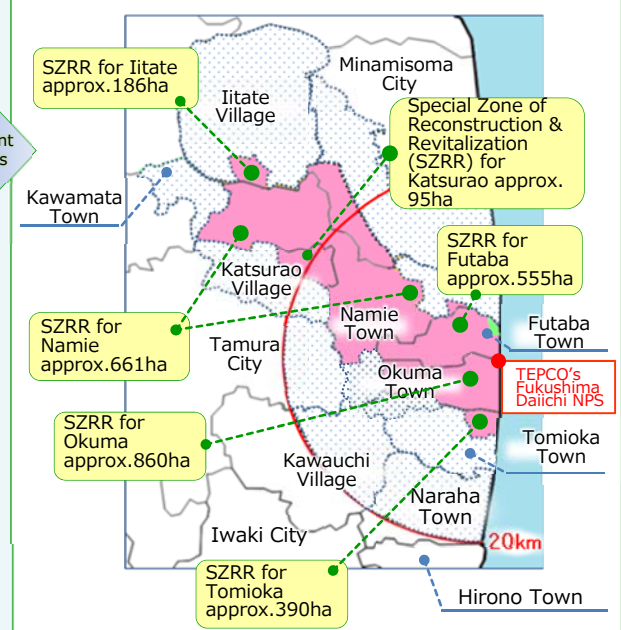 SZRR for Iitate
approx.186ha
Iitate
Village
Minamisoma
City
Special Zone of
Reconstruction &
Revitalization
(SZRR) for
Katsurao approx.
95ha
nt
s
Kawamata
Town
SZRR for
Futaba
approx.555ha
Katsurao
Village
SZRR for
Namie
approx.661ha
Namie
Town
Futaba
Town
Tamura
City
Okuma
Town
TEPCO's
Fukushima
Daiichi NPS
SZRR for
Okuma
approx.860ha
Tomioka
Town
Kawauchi
Village
Naraha
Town
Iwaki City
20km
SZRR for
Tomioka
approx.390ha
Hirono Town